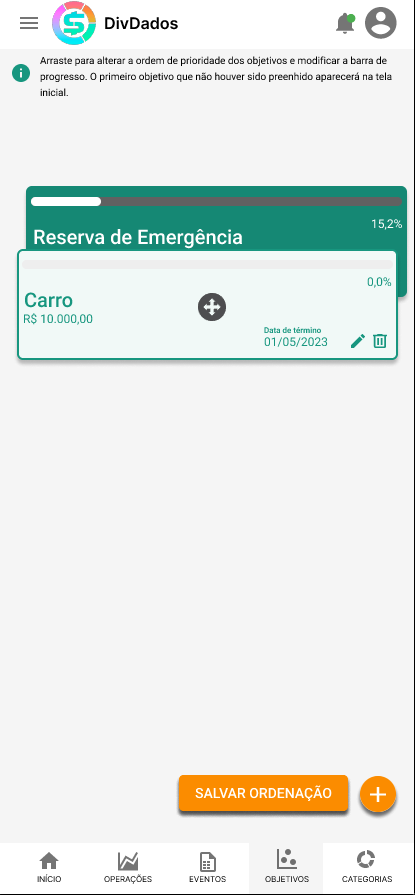 DivDados
Arraste para alterar a ordem de prioridade dos objetivos e modificar a barra de
progresso. O primeiro objetivo que não houver sido preenhido aparecerá na tela
inicial.
15,2%
Reserva de Emergência
0,0%
Carro
R$ 10.000,00
Data de término
01/05/2023
SALVAR ORDENAÇÃO
INÍCIO
OPERAÇÕES
EVENTOS
OBJETIVOS
CATEGORIAS